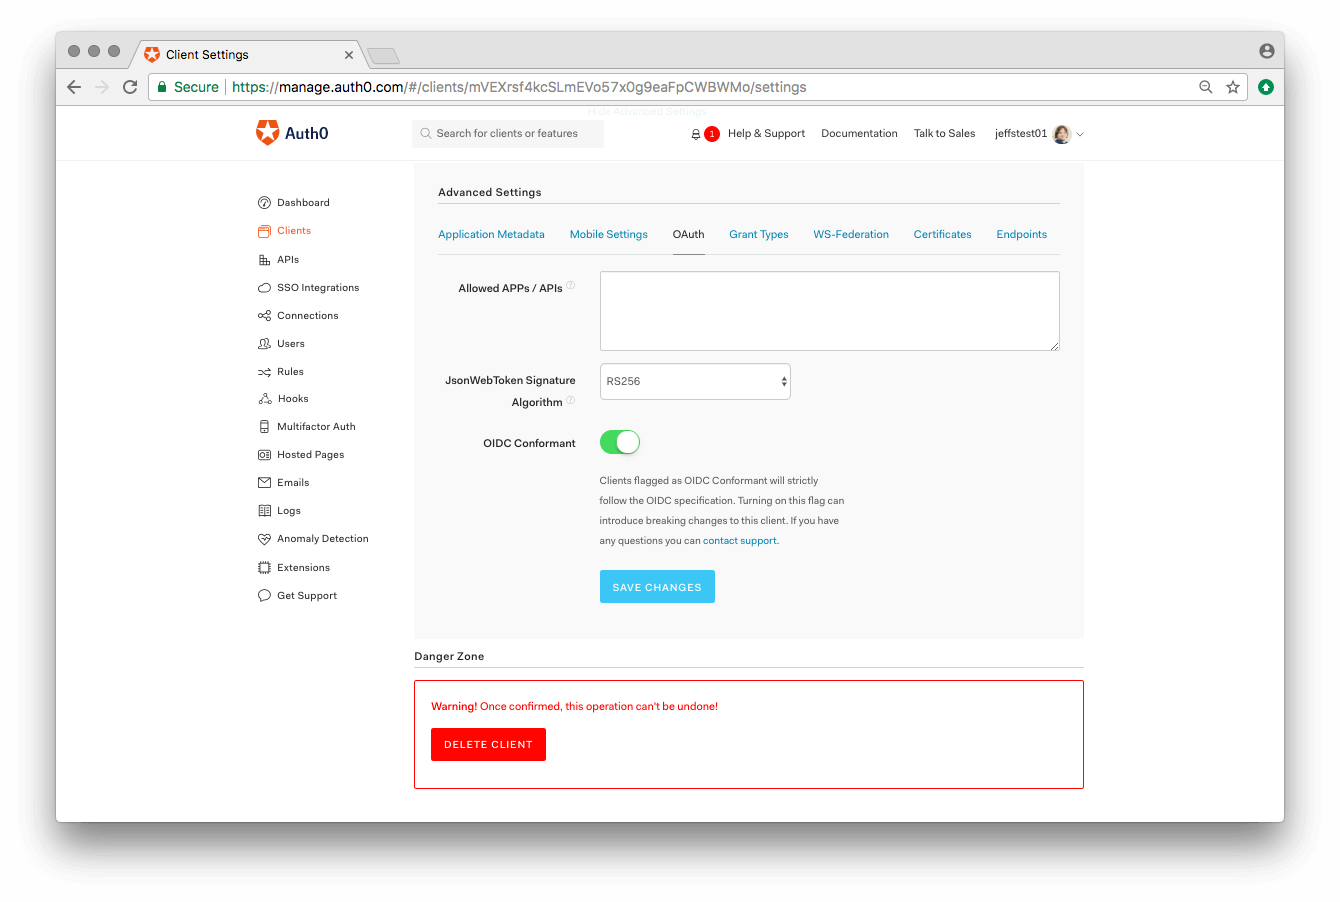 Client Settings
Secure
https://manage.auth0.com/#/clients/mVEXrsf4kcSLmEVo57x0g9eaFpCWBWMo/settings
Hide Advanced Settings
Auth0
Search for clients or features
1
Help & Support
Documentation
Talk to Sales
jeffstest01
Dashboard
Clients
APIs
SSO Integrations
Connections
Users
Rules
Hooks
Multifactor Auth
Hosted Pages
Emails
Logs
Anomaly Detection
Extensions
Get Support
Advanced Settings
Application Metadata
Mobile Settings
OAuth
Grant Types
WS-Federation
Certificates
Endpoints
Allowed APPs / APIs
JsonWebToken Signature
Algorithm
RS256
OIDC Conformant
Clients flagged as OIDC Conformant will strictly
follow the OIDC specification. Turning on this flag can
introduce breaking changes to this client. If you have
any questions you can contact support.
SAVE CHANGES
Danger Zone
Warning! Once confirmed, this operation can't be undone!
DELETE CLIENT